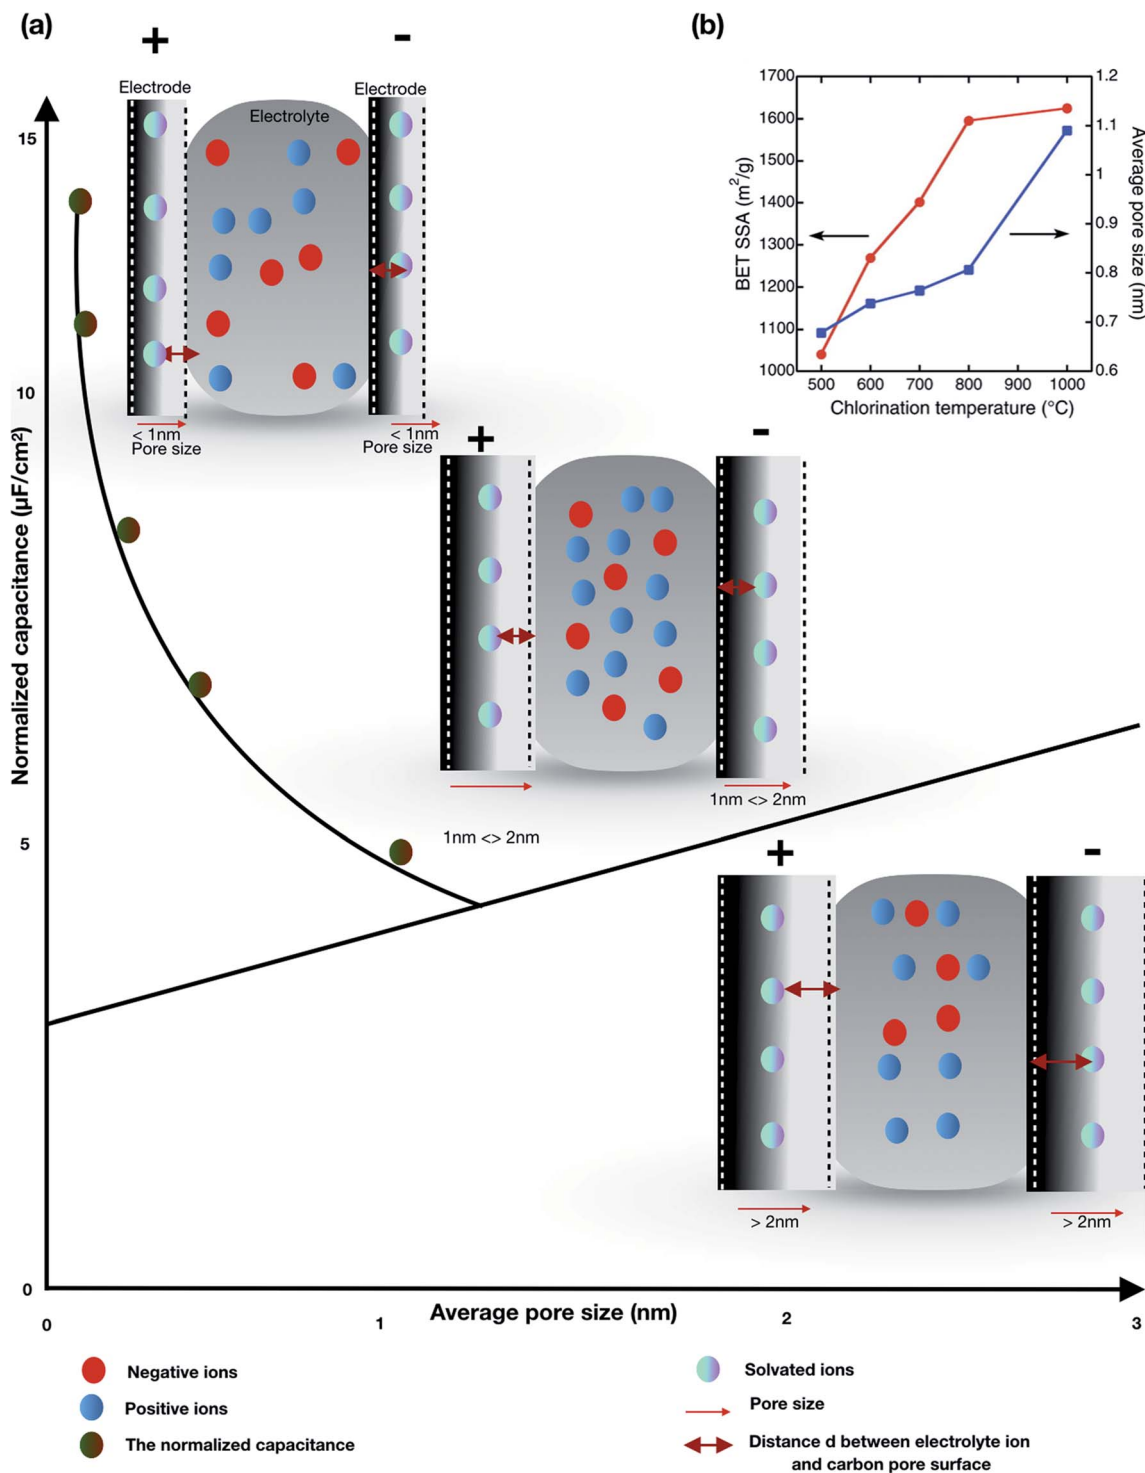 (a)
+
-
Electrode
Electrode
Electrolyte
15
10
5
0
Normalized capacitance (µF/cm²)
< 1nm
Pore size
< 1nm
Pore size
(b)
1700
1600
1500
1400
1300
1200
1100
1000
BET SSA (m²/g)
1.2
1.1
1
0.9
0.8
0.7
0.6
Average pore size (nm)
500 600 700 800 900 1000
Chlorination temperature (°C)
+
-
1nm <> 2nm
1nm <> 2nm
+
-
> 2nm
> 2nm
0 1 2 3
Average pore size (nm)
Negative ions
Positive ions
The normalized capacitance
Solvated ions
Pore size
Distance d between electrolyte ion
and carbon pore surface